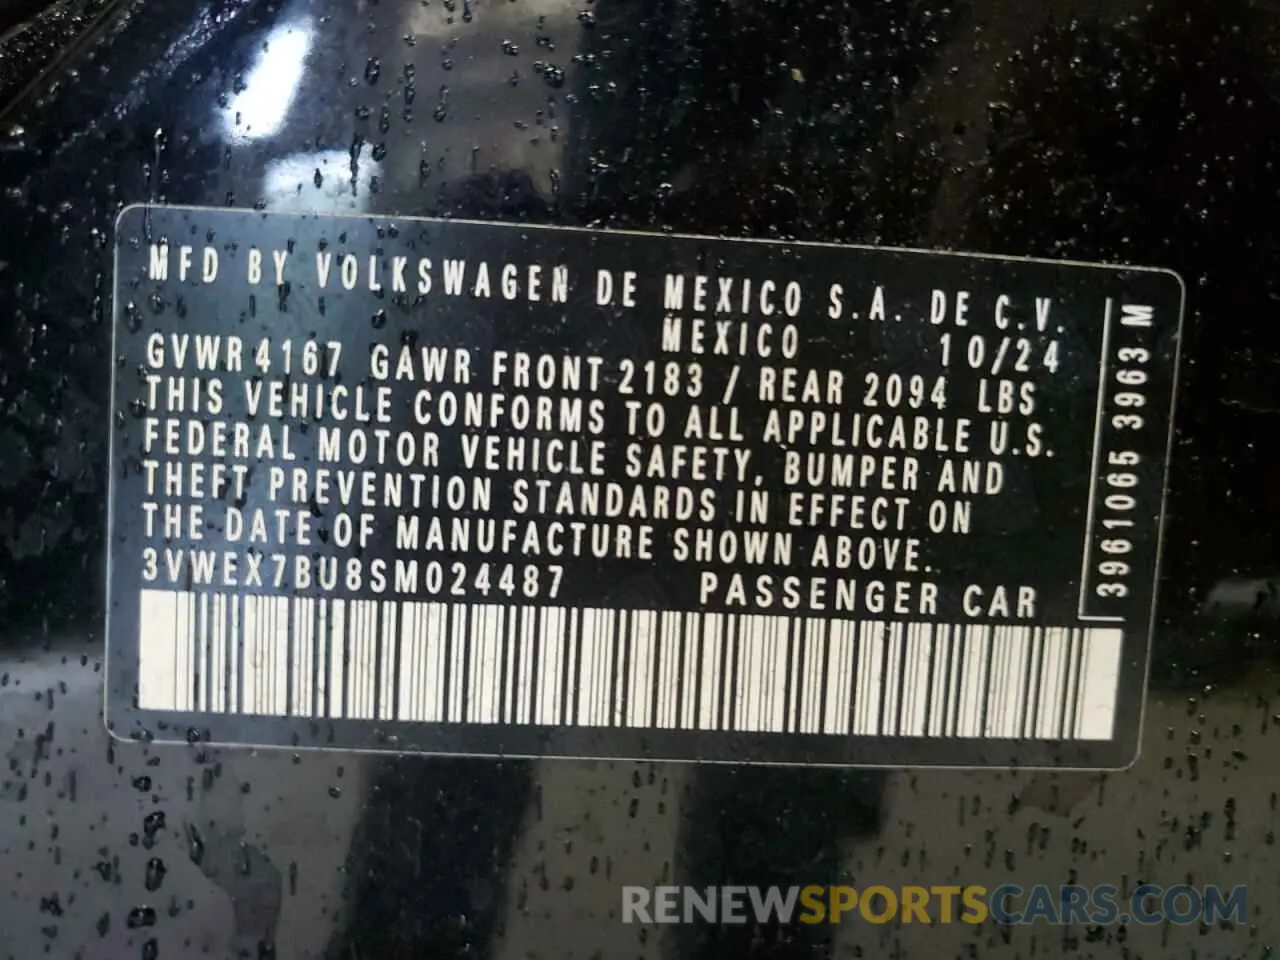 MFD BY VOLKSWAGEN DE MEXICO S.A. DE C.V.
MEXICO 10/24
GVWR 4167 GAWR FRONT 2183 / REAR 2094 LBS
THIS VEHICLE CONFORMS TO ALL APPLICABLE U.S.
FEDERAL MOTOR VEHICLE SAFETY, BUMPER AND
THEFT PREVENTION STANDARDS IN EFFECT ON
THE DATE OF MANUFACTURE SHOWN ABOVE.
3VWEX7BU8SM024487 PASSENGER CAR
3961065 3963 M
RENEWSPORTSCARS.COM